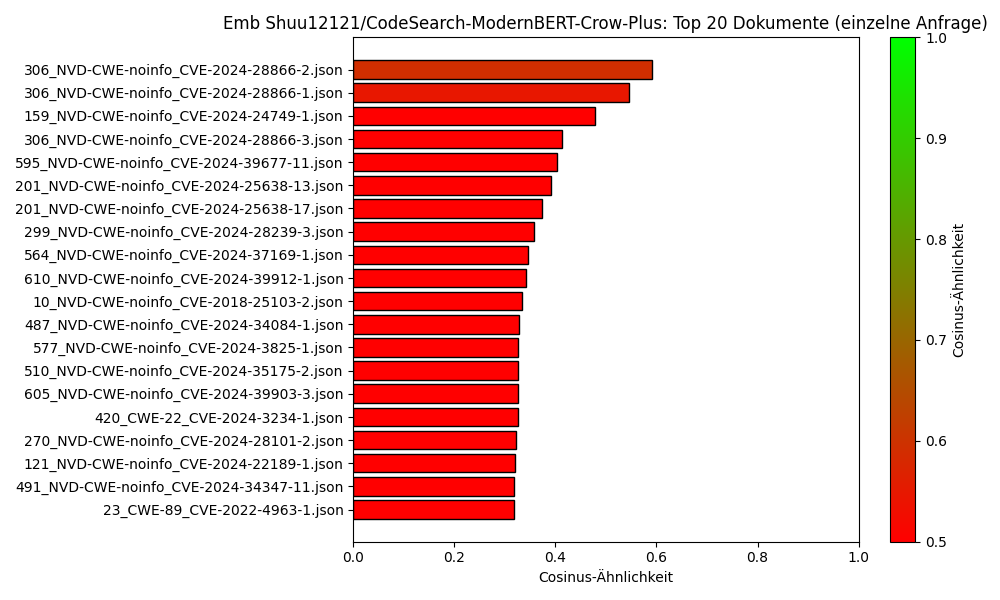 Emb Shuu12121/CodeSearch-ModernBERT-Crow-Plus: Top 20 Dokumente (einzelne Anfrage)
306_NVD-CWE-noinfo_CVE-2024-28866-2.json
306_NVD-CWE-noinfo_CVE-2024-28866-1.json
159_NVD-CWE-noinfo_CVE-2024-24749-1.json
306_NVD-CWE-noinfo_CVE-2024-28866-3.json
595_NVD-CWE-noinfo_CVE-2024-39677-11.json
201_NVD-CWE-noinfo_CVE-2024-25638-13.json
201_NVD-CWE-noinfo_CVE-2024-25638-17.json
299_NVD-CWE-noinfo_CVE-2024-28239-3.json
564_NVD-CWE-noinfo_CVE-2024-37169-1.json
610_NVD-CWE-noinfo_CVE-2024-39912-1.json
10_NVD-CWE-noinfo_CVE-2018-25103-2.json
487_NVD-CWE-noinfo_CVE-2024-34084-1.json
577_NVD-CWE-noinfo_CVE-2024-3825-1.json
510_NVD-CWE-noinfo_CVE-2024-35175-2.json
605_NVD-CWE-noinfo_CVE-2024-39903-3.json
420_CWE-22_CVE-2024-3234-1.json
270_NVD-CWE-noinfo_CVE-2024-28101-2.json
121_NVD-CWE-noinfo_CVE-2024-22189-1.json
491_NVD-CWE-noinfo_CVE-2024-34347-11.json
23_CWE-89_CVE-2022-4963-1.json
0.0 0.2 0.4 0.6 0.8 1.0
Cosinus-Ähnlichkeit
1.0
0.9
0.8
0.7
0.6
0.5
Cosinus-Ähnlichkeit